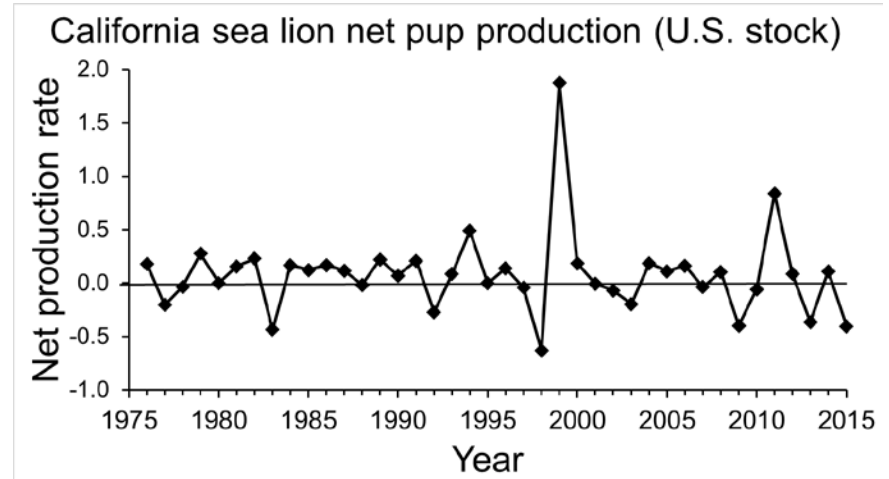 California sea lion net pup production (U.S. stock)
Net production rate
2.0
1.5
1.0
0.5
0.0
-0.5
-1.0
1975 1980 1985 1990 1995 2000 2005 2010 2015
Year